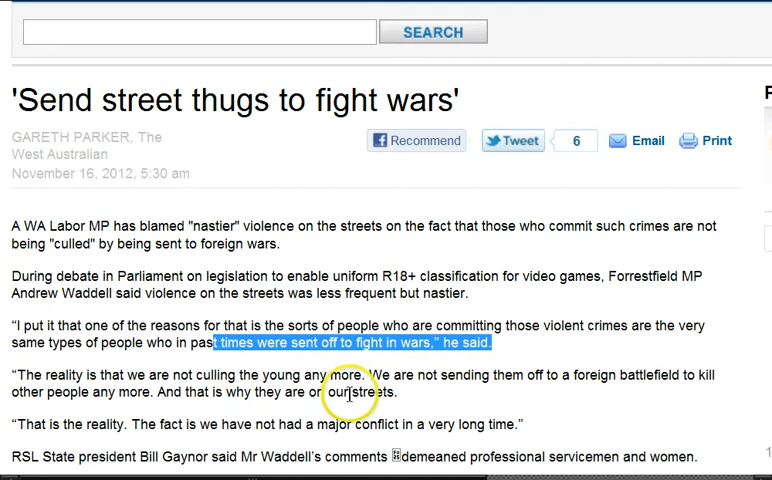 SEARCH
'Send street thugs to fight wars'
GARETH PARKER, The
West Australian
November 16, 2012, 5:30 am
Recommend
Tweet
6
Email
Print
A WA Labor MP has blamed "nastier" violence on the streets on the fact that those who commit such crimes are not
being "culled" by being sent to foreign wars.
During debate in Parliament on legislation to enable uniform R18+ classification for video games, Forrestfield MP
Andrew Waddell said violence on the streets was less frequent but nastier.
“I put it that one of the reasons for that is the sorts of people who are committing those violent crimes are the very
same types of people who in past times were sent off to fight in wars,” he said.
“The reality is that we are not culling the young any more. We are not sending them off to a foreign battlefield to kill
other people any more. And that is why they are on our streets.
“That is the reality. The fact is we have not had a major conflict in a very long time.”
RSL State president Bill Gaynor said Mr Waddell’s comments demeaned professional servicemen and women.